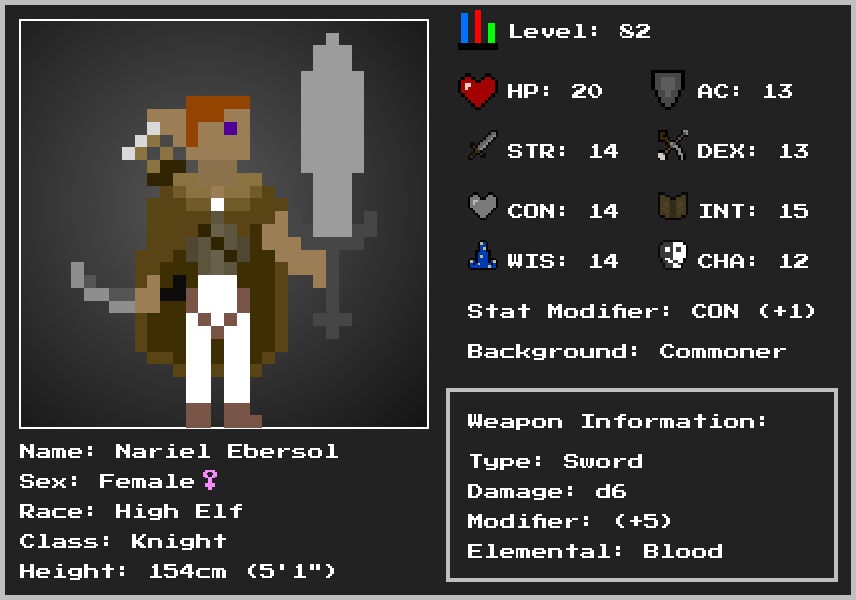 Level: 82
HP: 20 AC: 13
STR: 14 DEX: 13
CON: 14 INT: 15
WIS: 14 CHA: 12
Stat Modifier: CON (+1)
Background: Commoner
Weapon Information:
Type: Sword
Damage: d6
Modifier: (+5)
Elemental: Blood
Name: Nariel Ebersol
Sex: Female♀
Race: High Elf
Class: Knight
Height: 154cm (5'1")